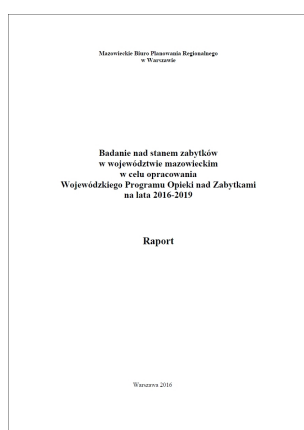 Mazowieckie Biuro Planowania Regionalnego
w Warszawie
Badanie nad stanem zabytków
w województwie mazowieckim
w celu opracowania
Wojewódzkiego Programu Opieki nad Zabytkami
na lata 2016-2019
Raport
Warszawa 2016